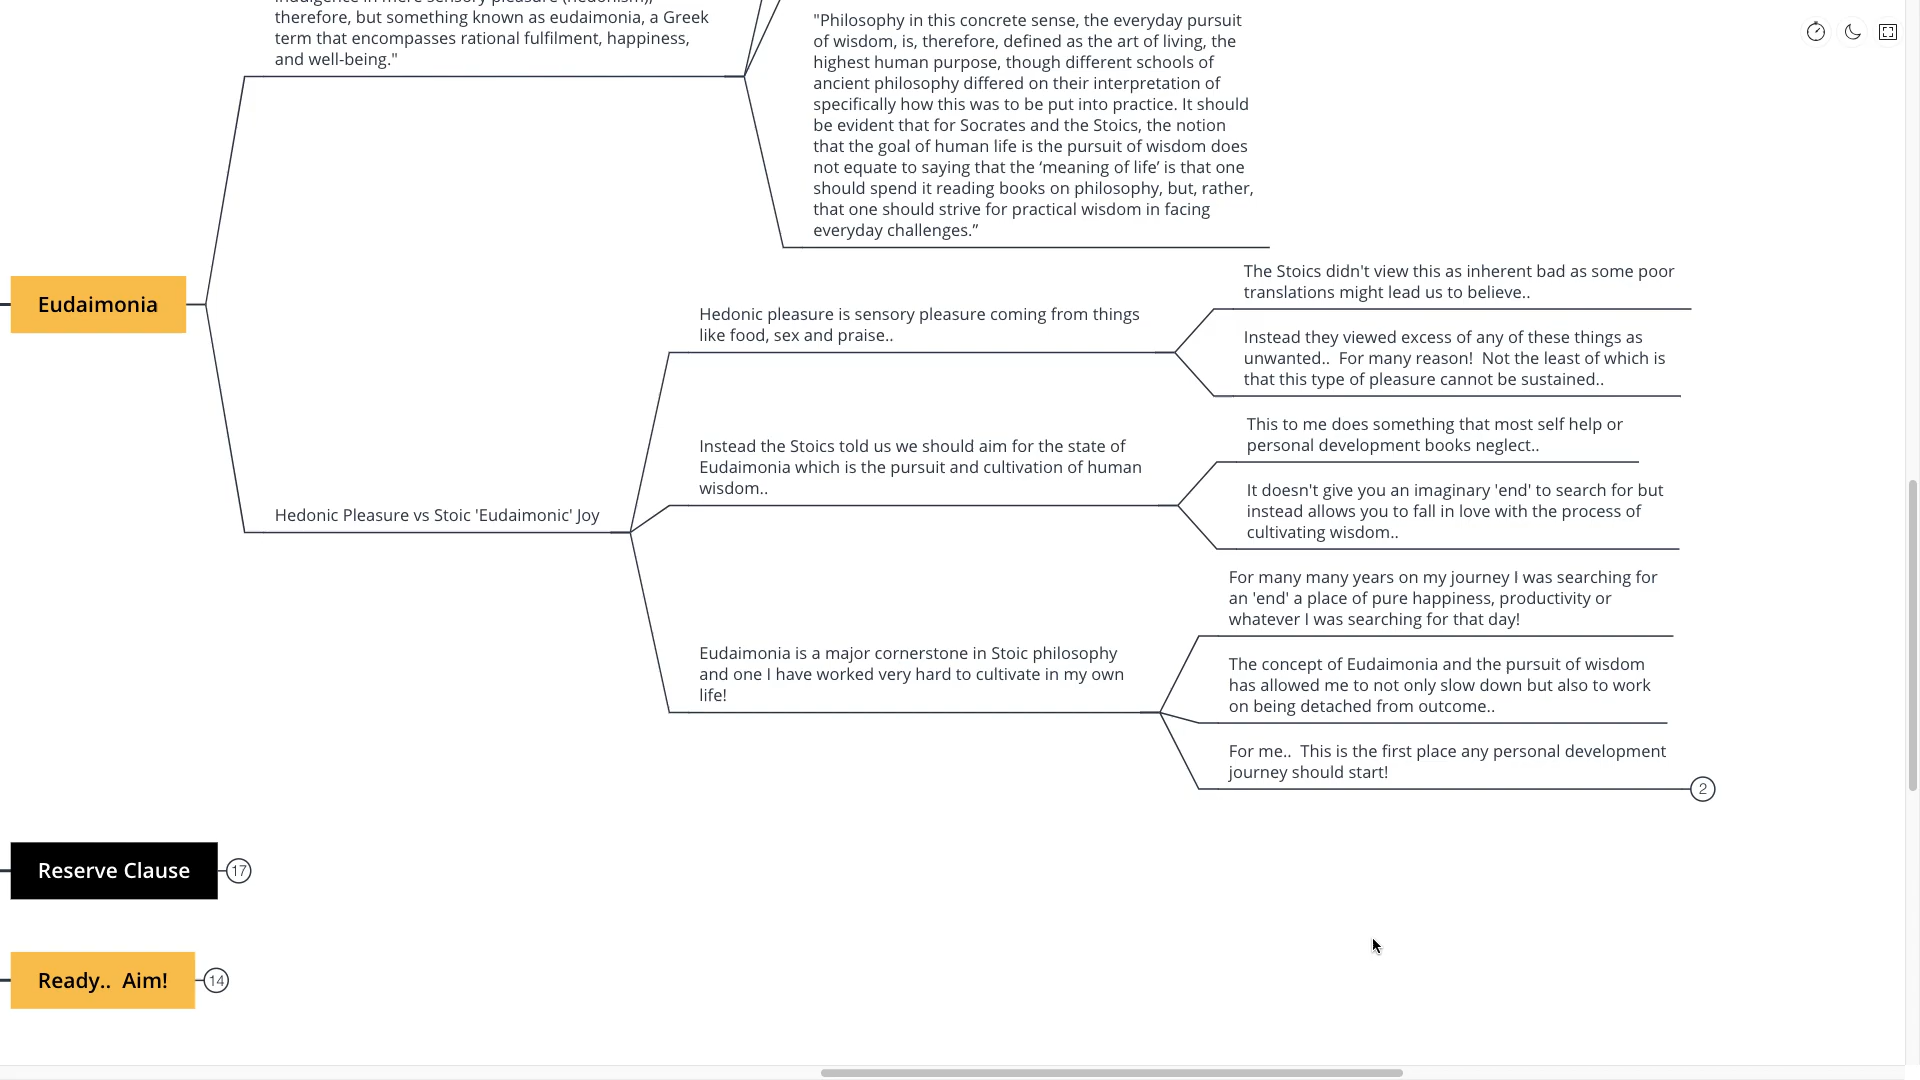 therefore, but something known as eudaimonia, a Greek
term that encompasses rational fulfilment, happiness,
and well-being."
"Philosophy in this concrete sense, the everyday pursuit
of wisdom, is, therefore, defined as the art of living, the
highest human purpose, though different schools of
ancient philosophy differed on their interpretation of
specifically how this was to be put into practice. It should
be evident that for Socrates and the Stoics, the notion
that the goal of human life is the pursuit of wisdom does
not equate to saying that the ‘meaning of life’ is that one
should spend it reading books on philosophy, but, rather,
that one should strive for practical wisdom in facing
everyday challenges.”
Eudaimonia
Hedonic pleasure is sensory pleasure coming from things
like food, sex and praise..
The Stoics didn't view this as inherent bad as some poor
translations might lead us to believe..
Instead they viewed excess of any of these things as
unwanted..  For many reason!  Not the least of which is
that this type of pleasure cannot be sustained..
Instead the Stoics told us we should aim for the state of
Eudaimonia which is the pursuit and cultivation of human
wisdom..
This to me does something that most self help or
personal development books neglect..
It doesn't give you an imaginary 'end' to search for but
instead allows you to fall in love with the process of
cultivating wisdom..
Hedonic Pleasure vs Stoic 'Eudaimonic' Joy
Eudaimonia is a major cornerstone in Stoic philosophy
and one I have worked very hard to cultivate in my own
life!
For many many years on my journey I was searching for
an 'end' a place of pure happiness, productivity or
whatever I was searching for that day!
The concept of Eudaimonia and the pursuit of wisdom
has allowed me to not only slow down but also to work
on being detached from outcome..
For me..  This is the first place any personal development
journey should start!
2
Reserve Clause
17
Ready..  Aim!
14